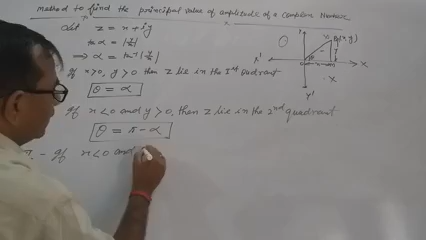 method to find the principal value of amplitude of a Complex Number
Let z = x+iy
tan α = |y/x|
⇒ α = tan⁻¹ |y/x|
If x>0, y>0 then z lie in the Ist quadrant
θ = α
If x<0 and y>0, then z lie in the 2nd quadrant
θ = π - α
- If x<0 and
Y
P(x,y)
θ
X' X
X
Y'